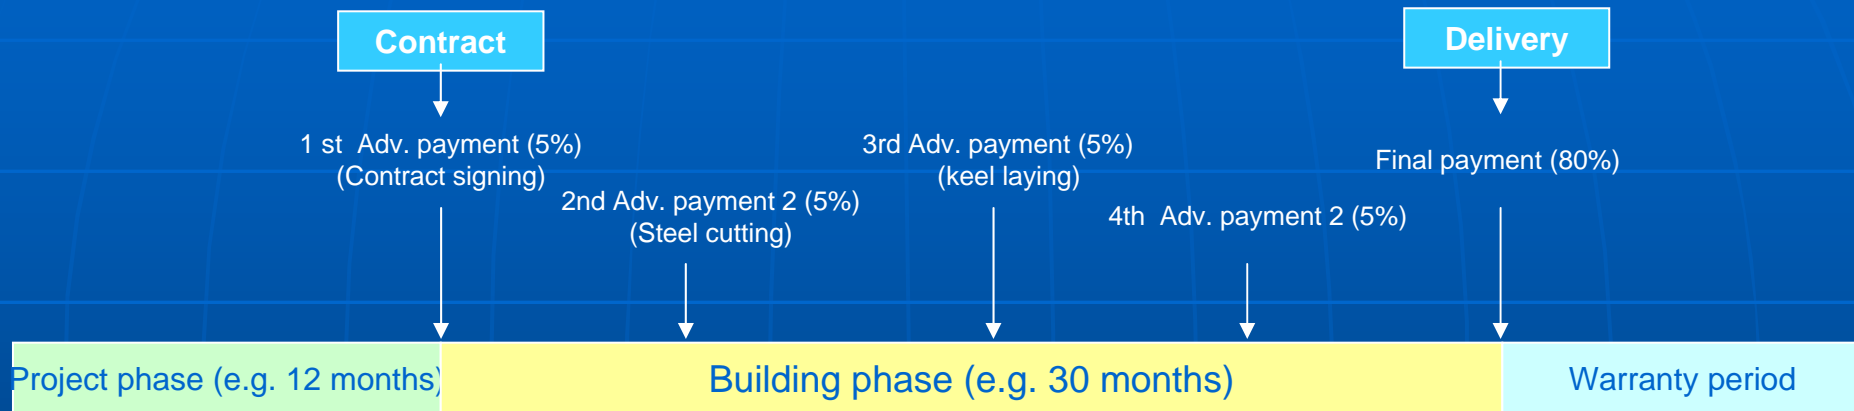 Contract
Delivery
1 st  Adv. payment (5%)
(Contract signing)
2nd Adv. payment 2 (5%)
(Steel cutting)
3rd Adv. payment (5%)
(keel laying)
4th  Adv. payment 2 (5%)
Final payment (80%)
Project phase (e.g. 12 months)
Building phase (e.g. 30 months)
Warranty period